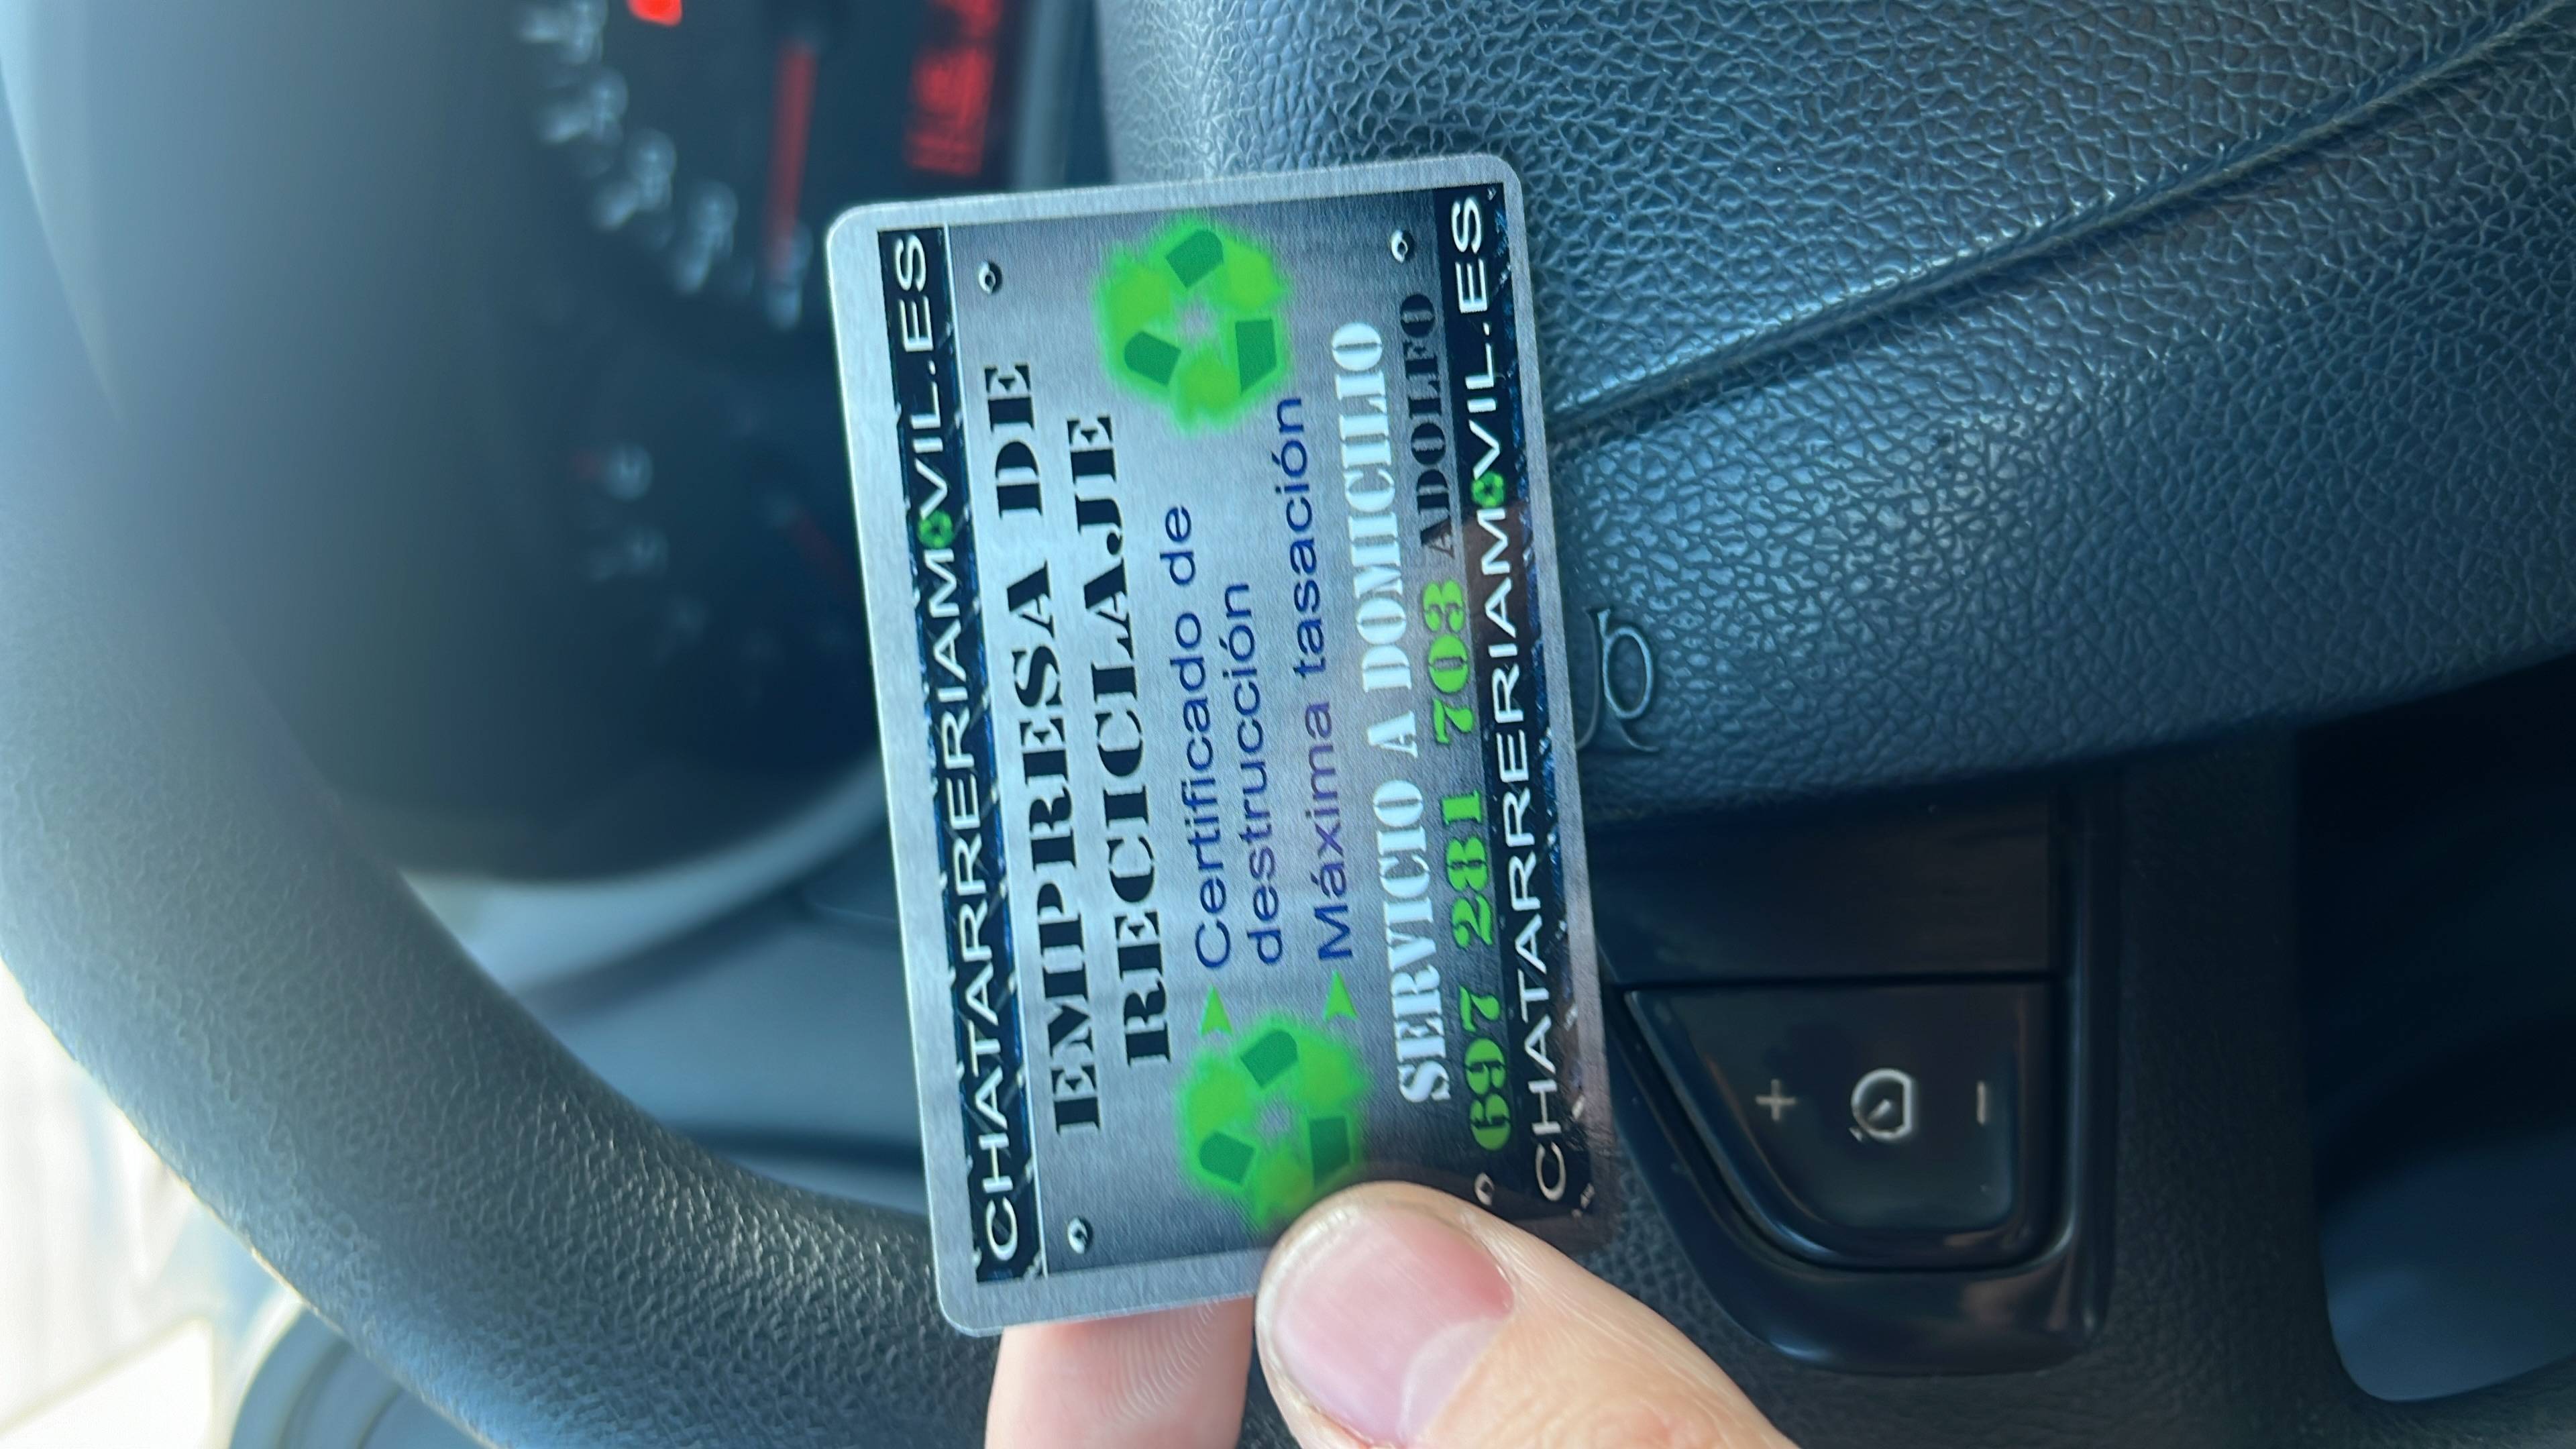 CHATARRERIAMOVIL.ES
EMPRESA DE
RECICLAJE
Certificado de
destrucción
Máxima tasación
SERVICIO A DOMICILIO
697 281 703 ADOLFO
CHATARRERIAMOVIL.ES
+
-